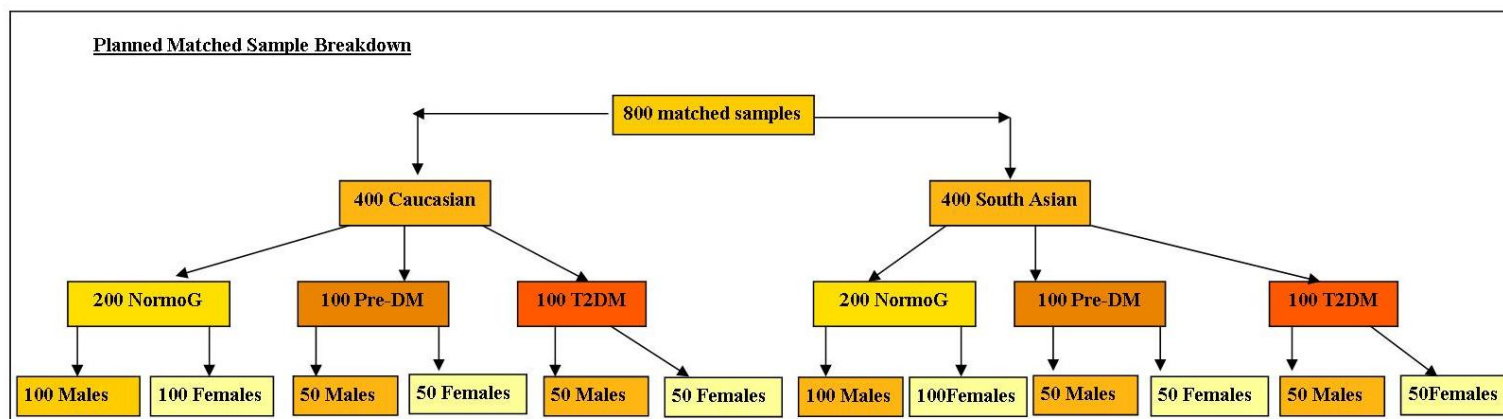 Planned Matched Sample Breakdown
800 matched samples
400 Caucasian
400 South Asian
200 NormoG
100 Pre-DM
100 T2DM
200 NormoG
100 Pre-DM
100 T2DM
100 Males
100 Females
50 Males
50 Females
50 Males
50 Females
100 Males
100Females
50 Males
50 Females
50 Males
50Females